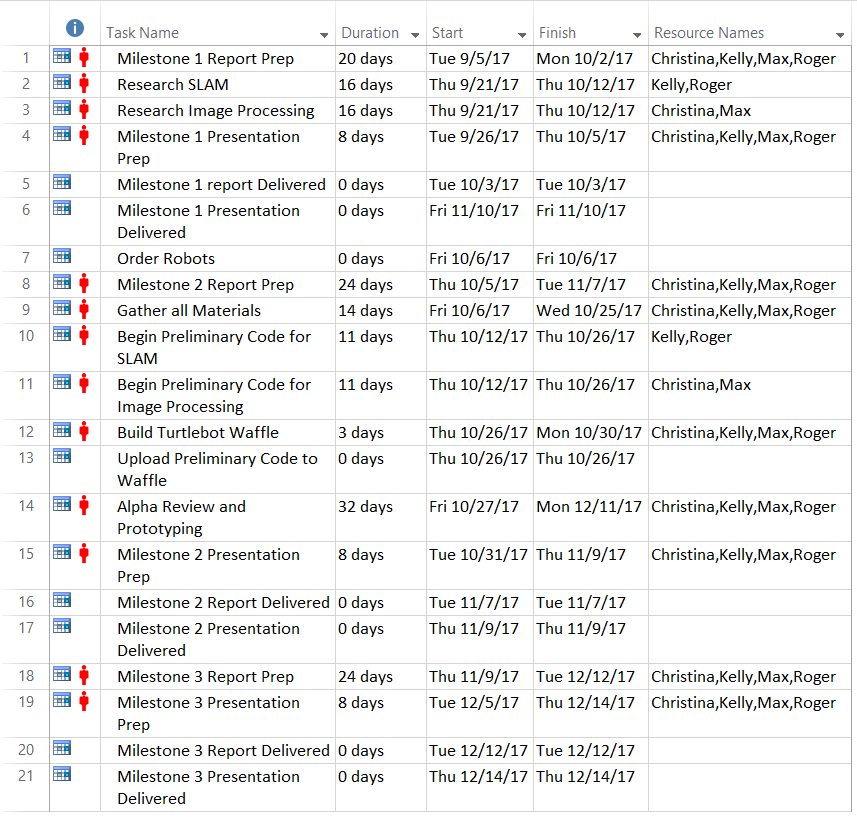 i Task Name Duration Start Finish Resource Names
1 Milestone 1 Report Prep 20 days Tue 9/5/17 Mon 10/2/17 Christina,Kelly,Max,Roger
2 Research SLAM 16 days Thu 9/21/17 Thu 10/12/17 Kelly,Roger
3 Research Image Processing 16 days Thu 9/21/17 Thu 10/12/17 Christina,Max
4 Milestone 1 Presentation 8 days Tue 9/26/17 Thu 10/5/17 Christina,Kelly,Max,Roger
Prep
5 Milestone 1 report Delivered 0 days Tue 10/3/17 Tue 10/3/17
6 Milestone 1 Presentation 0 days Fri 11/10/17 Fri 11/10/17
Delivered
7 Order Robots 0 days Fri 10/6/17 Fri 10/6/17
8 Milestone 2 Report Prep 24 days Thu 10/5/17 Tue 11/7/17 Christina,Kelly,Max,Roger
9 Gather all Materials 14 days Fri 10/6/17 Wed 10/25/17 Christina,Kelly,Max,Roger
10 Begin Preliminary Code for 11 days Thu 10/12/17 Thu 10/26/17 Kelly,Roger
SLAM
11 Begin Preliminary Code for 11 days Thu 10/12/17 Thu 10/26/17 Christina,Max
Image Processing
12 Build Turtlebot Waffle 3 days Thu 10/26/17 Mon 10/30/17 Christina,Kelly,Max,Roger
13 Upload Preliminary Code to 0 days Thu 10/26/17 Thu 10/26/17
Waffle
14 Alpha Review and 32 days Fri 10/27/17 Mon 12/11/17 Christina,Kelly,Max,Roger
Prototyping
15 Milestone 2 Presentation 8 days Tue 10/31/17 Thu 11/9/17 Christina,Kelly,Max,Roger
Prep
16 Milestone 2 Report Delivered 0 days Tue 11/7/17 Tue 11/7/17
17 Milestone 2 Presentation 0 days Thu 11/9/17 Thu 11/9/17
Delivered
18 Milestone 3 Report Prep 24 days Thu 11/9/17 Tue 12/12/17 Christina,Kelly,Max,Roger
19 Milestone 3 Presentation 8 days Tue 12/5/17 Thu 12/14/17 Christina,Kelly,Max,Roger
Prep
20 Milestone 3 Report Delivered 0 days Tue 12/12/17 Tue 12/12/17
21 Milestone 3 Presentation 0 days Thu 12/14/17 Thu 12/14/17
Delivered